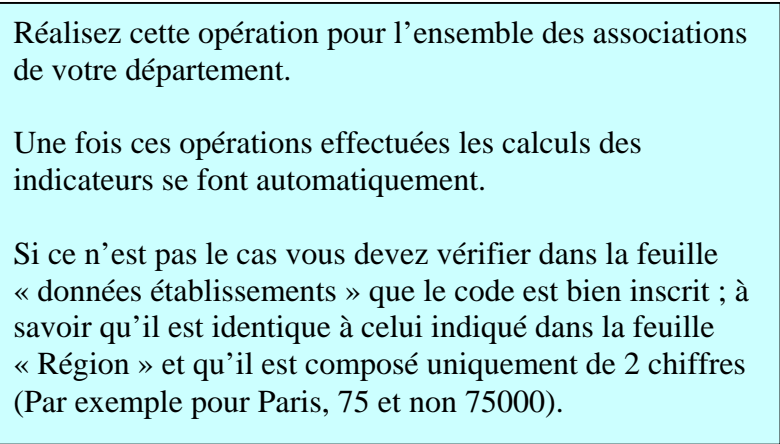 Réalisez cette opération pour l’ensemble des associations
de votre département.
Une fois ces opérations effectuées les calculs des
indicateurs se font automatiquement.
Si ce n’est pas le cas vous devez vérifier dans la feuille
« données établissements » que le code est bien inscrit ; à
savoir qu’il est identique à celui indiqué dans la feuille
« Région » et qu’il est composé uniquement de 2 chiffres
(Par exemple pour Paris, 75 et non 75000).